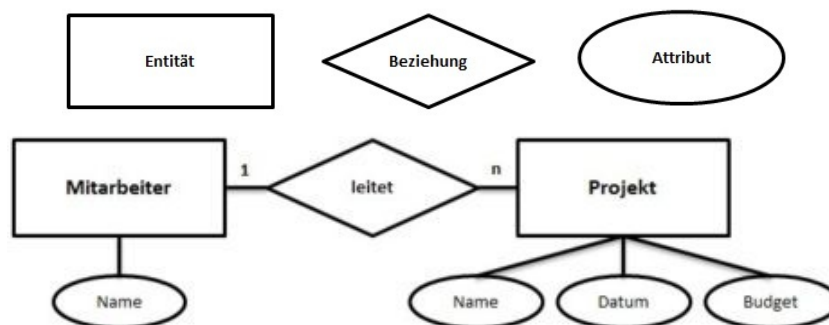 Entität
Beziehung
Attribut
Mitarbeiter
1
leitet
n
Projekt
Name
Name
Datum
Budget